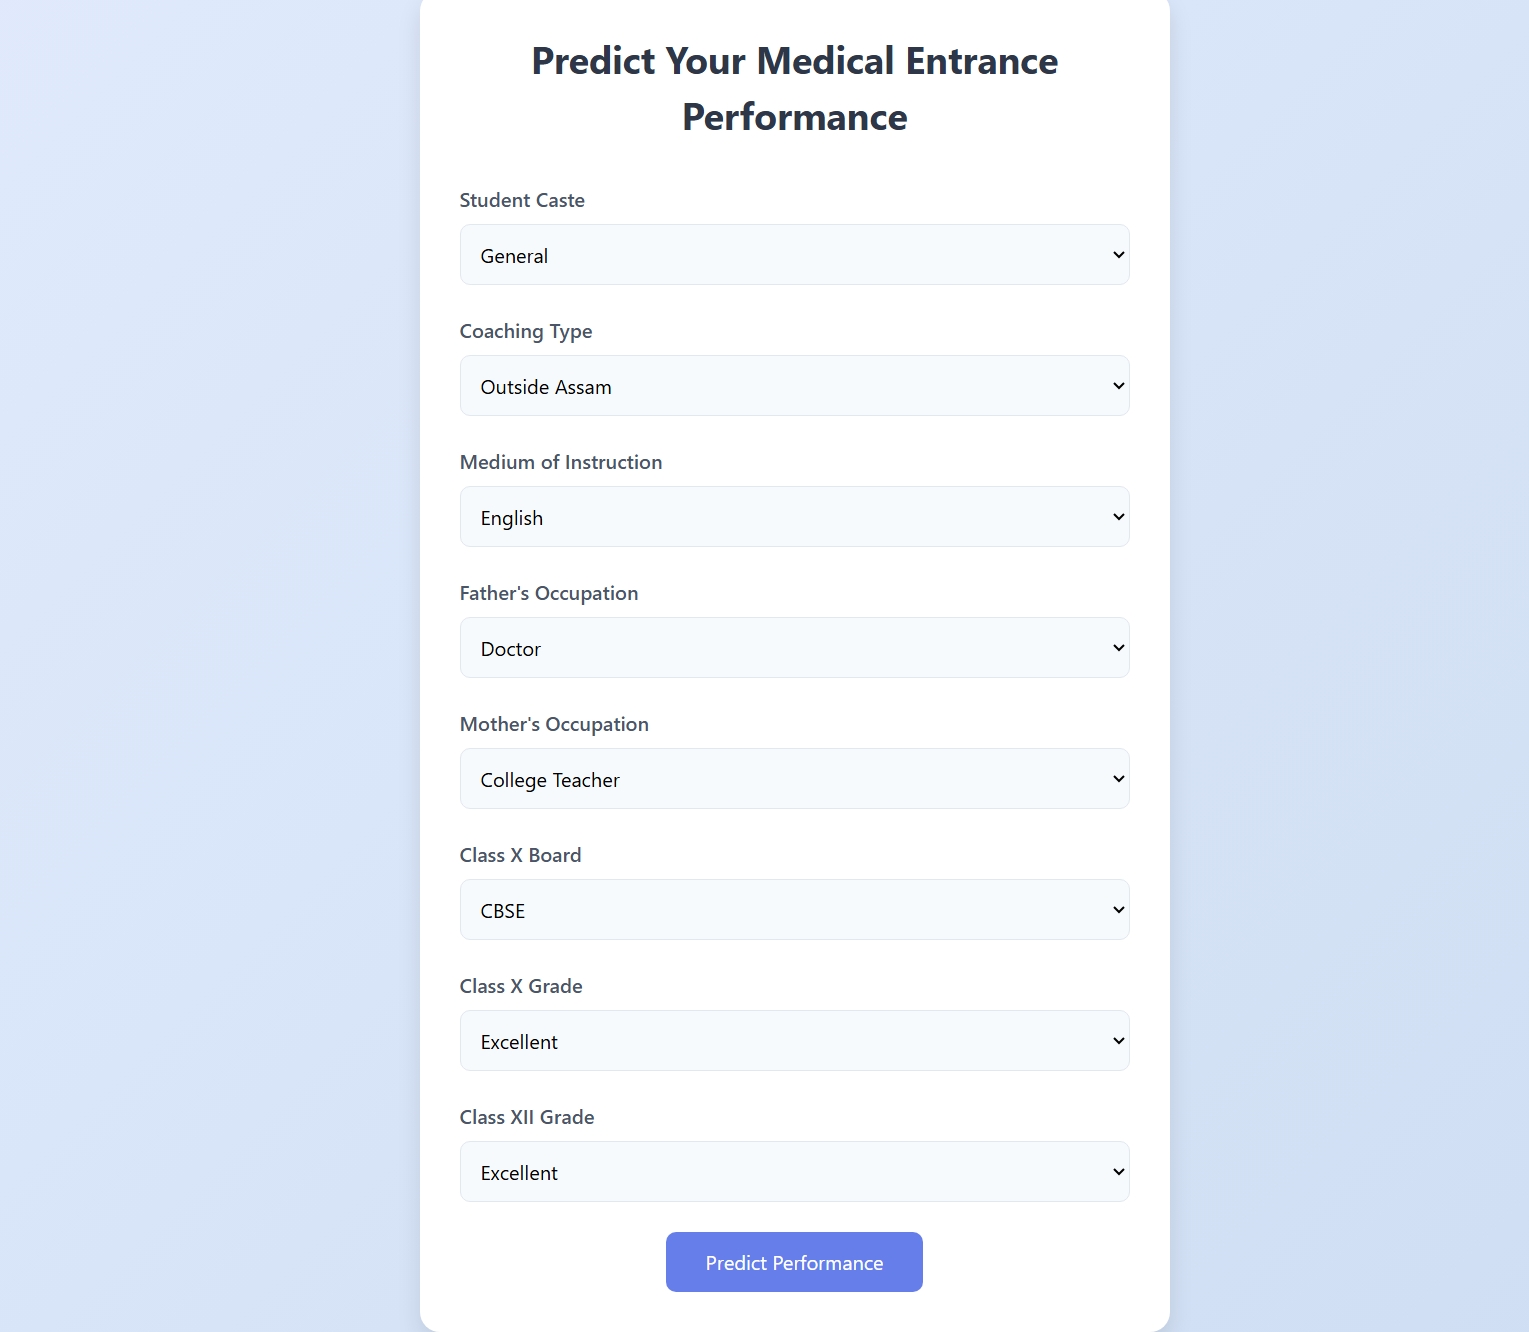 Predict Your Medical Entrance
Performance
Student Caste
General
Coaching Type
Outside Assam
Medium of Instruction
English
Father's Occupation
Doctor
Mother's Occupation
College Teacher
Class X Board
CBSE
Class X Grade
Excellent
Class XII Grade
Excellent
Predict Performance